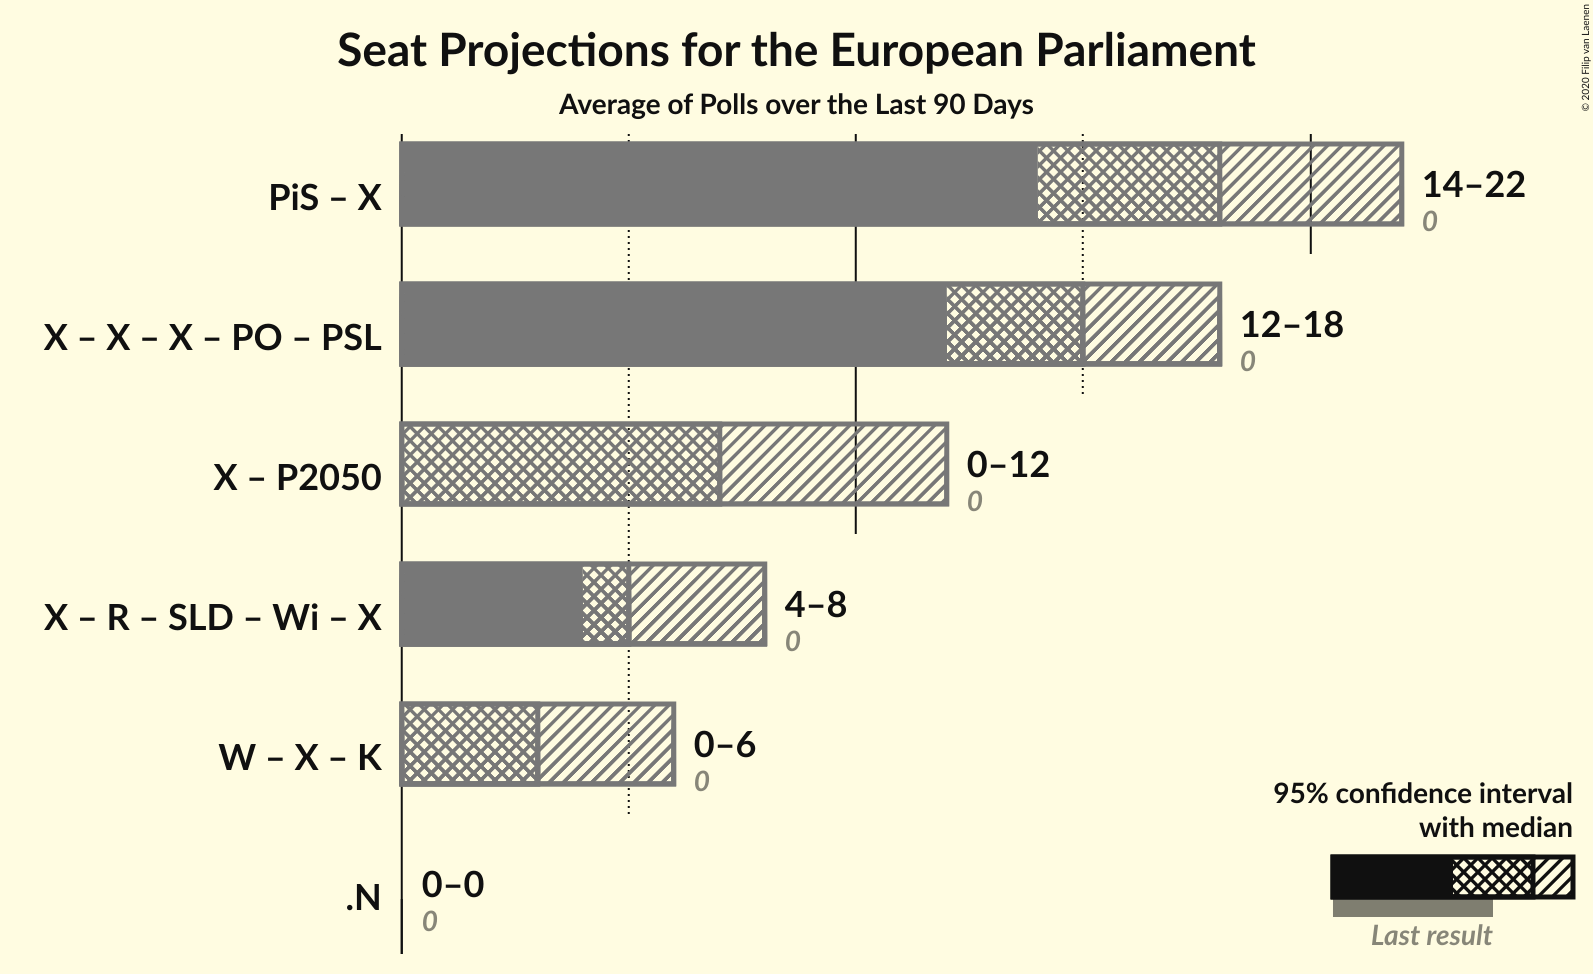 Seat Projections for the European Parliament
Average of Polls over the Last 90 Days
© 2020 Filip van Laenen
PiS – X
14–22
0
X – X – X – PO – PSL
12–18
0
X – P2050
0–12
0
X – R – SLD – Wi – X
4–8
0
W – X – K
0–6
0
.N
0–0
0
95% confidence interval
with median
Last result